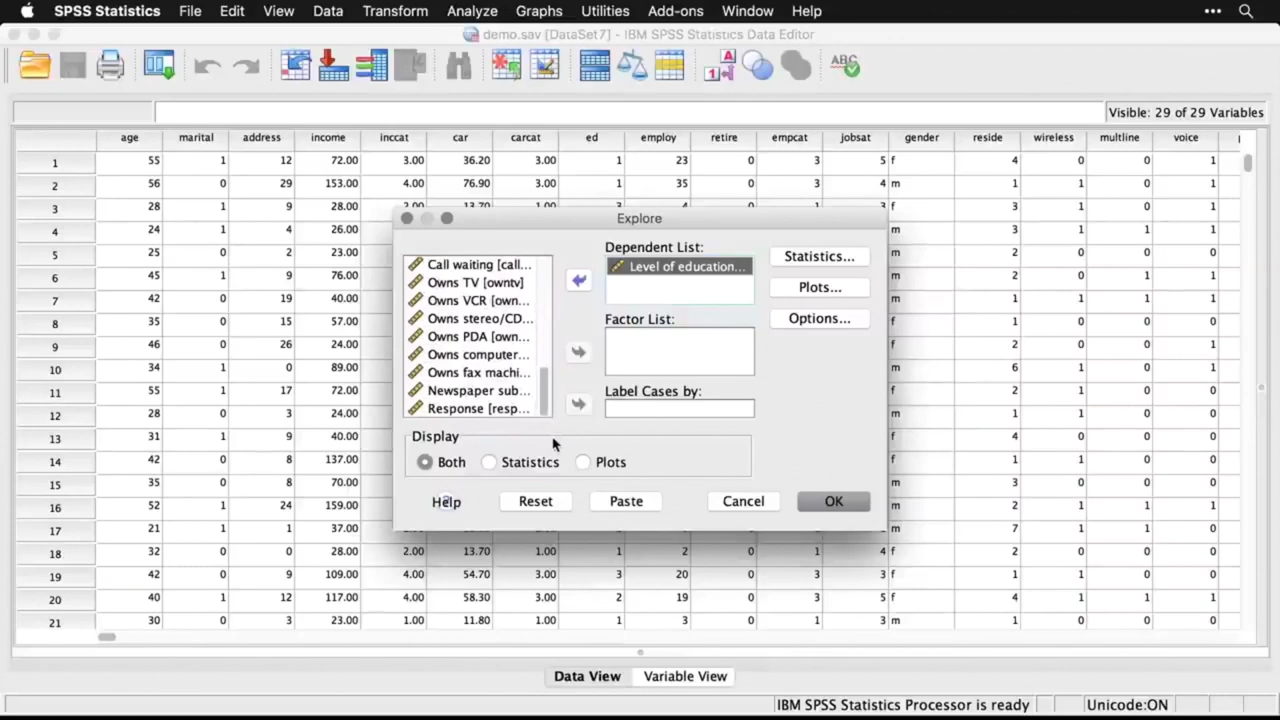 SPSS Statistics File Edit View Data Transform Analyze Graphs Utilities Add-ons Window Help
demo.sav [DataSet7] - IBM SPSS Statistics Data Editor
Visible: 29 of 29 Variables
age marital address income inccat car carcat ed employ retire empcat jobsat gender reside wireless multline voice
1 55 1 12 72.00 3.00 36.20 3.00 1 23 0 3 5 f 4 0 0 1
2 56 0 29 153.00 4.00 76.90 3.00 1 35 0 3 4 m 1 1 0 1
3 28 1 9 28.00 2.00 13.70 1.00 3 4 0 1 3 f 3 1 1 0
4 24 1 4 26.00 m 3 1 1 0
5 25 0 2 23.00 m 2 0 0 0
6 45 1 9 76.00 m 2 0 1 0
7 42 0 19 40.00 m 1 1 1 0
8 35 0 15 57.00 f 1 0 0 0
9 46 0 26 24.00 f 2 0 1 0
10 34 1 0 89.00 m 6 1 1 0
11 55 1 17 72.00 m 2 0 1 0
12 28 0 3 24.00 m 1 0 0 0
13 31 1 9 40.00 f 4 0 1 0
14 42 0 8 137.00 m 1 0 0 0
15 35 0 8 70.00 m 3 0 0 0
16 52 1 24 159.00 m 2 1 1 0
17 21 1 1 37.00 m 7 1 1 0
18 32 0 0 28.00 2.00 13.70 1.00 1 2 0 1 4 f 2 0 0 0
19 42 0 9 109.00 4.00 54.70 3.00 3 20 0 3 3 f 1 1 0 0
20 40 1 12 117.00 4.00 58.30 3.00 2 19 0 3 5 f 4 1 1 1
21 30 0 3 23.00 1.00 11.80 1.00 1 3 0 1 3 m 1 0 0 0
Explore
Call waiting [call...
Owns TV [owntv]
Owns VCR [own...
Owns stereo/CD...
Owns PDA [own...
Owns computer...
Owns fax machi...
Newspaper sub...
Response [resp...
Dependent List:
Level of education...
Factor List:
Label Cases by:
Statistics...
Plots...
Options...
Display
Both Statistics Plots
Help Reset Paste Cancel OK
Data View Variable View
IBM SPSS Statistics Processor is ready Unicode:ON